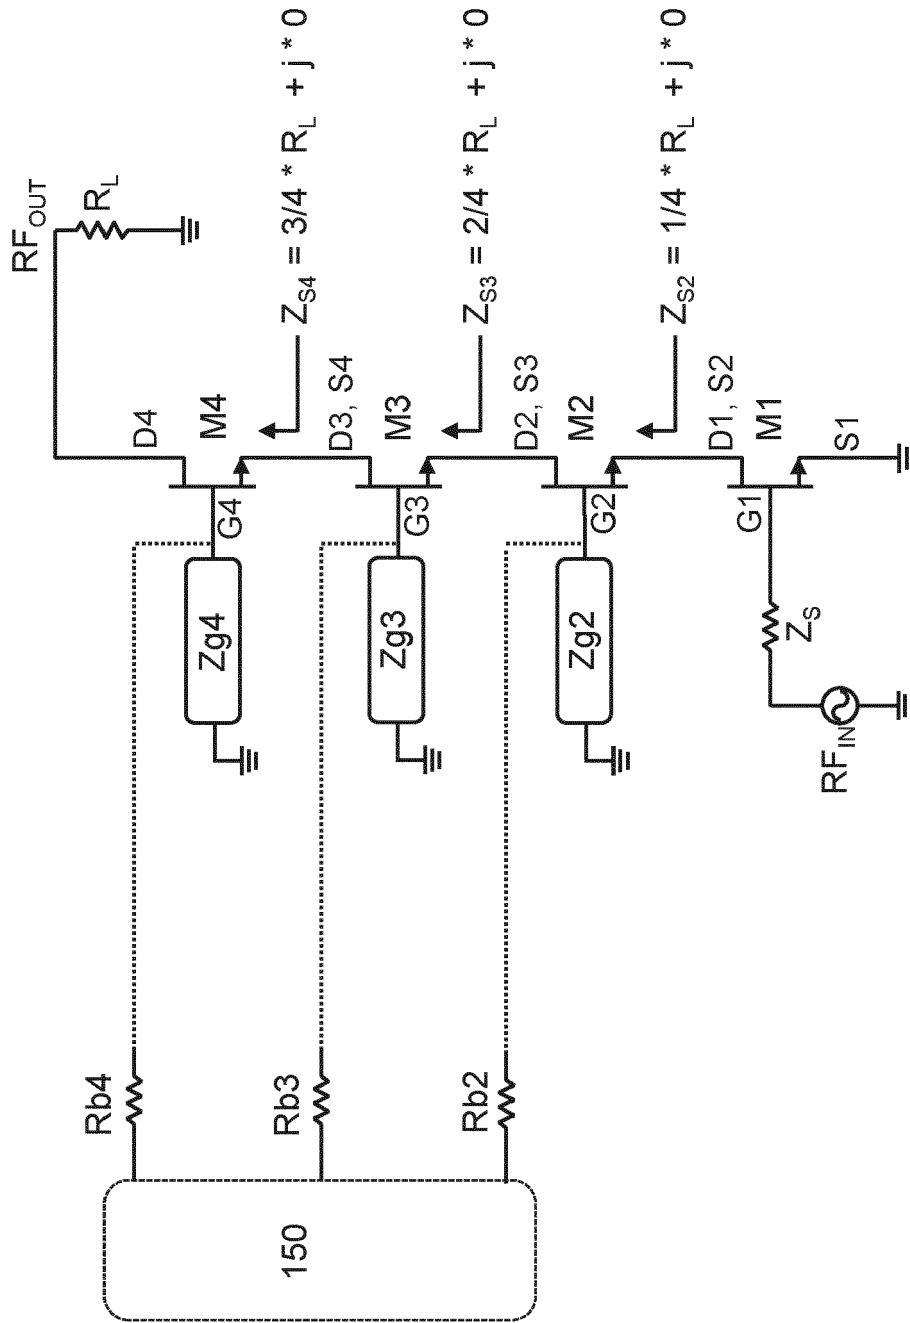 RF_OUT
R_L
D4
M4
G4
Z_S4 = 3/4 * R_L + j * 0
D3, S4
M3
G3
Z_S3 = 2/4 * R_L + j * 0
D2, S3
M2
G2
Z_S2 = 1/4 * R_L + j * 0
D1, S2
M1
G1
S1
Zg4
Zg3
Zg2
Z_S
RF_IN
Rb4
Rb3
Rb2
150